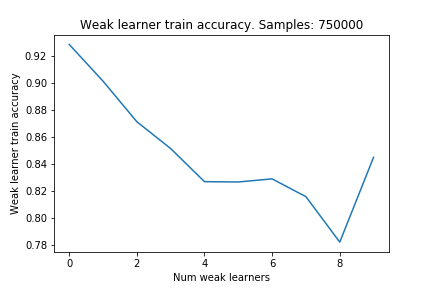 Weak learner train accuracy. Samples: 750000
Weak learner train accuracy
0.92
0.90
0.88
0.86
0.84
0.82
0.80
0.78
0 2 4 6 8
Num weak learners